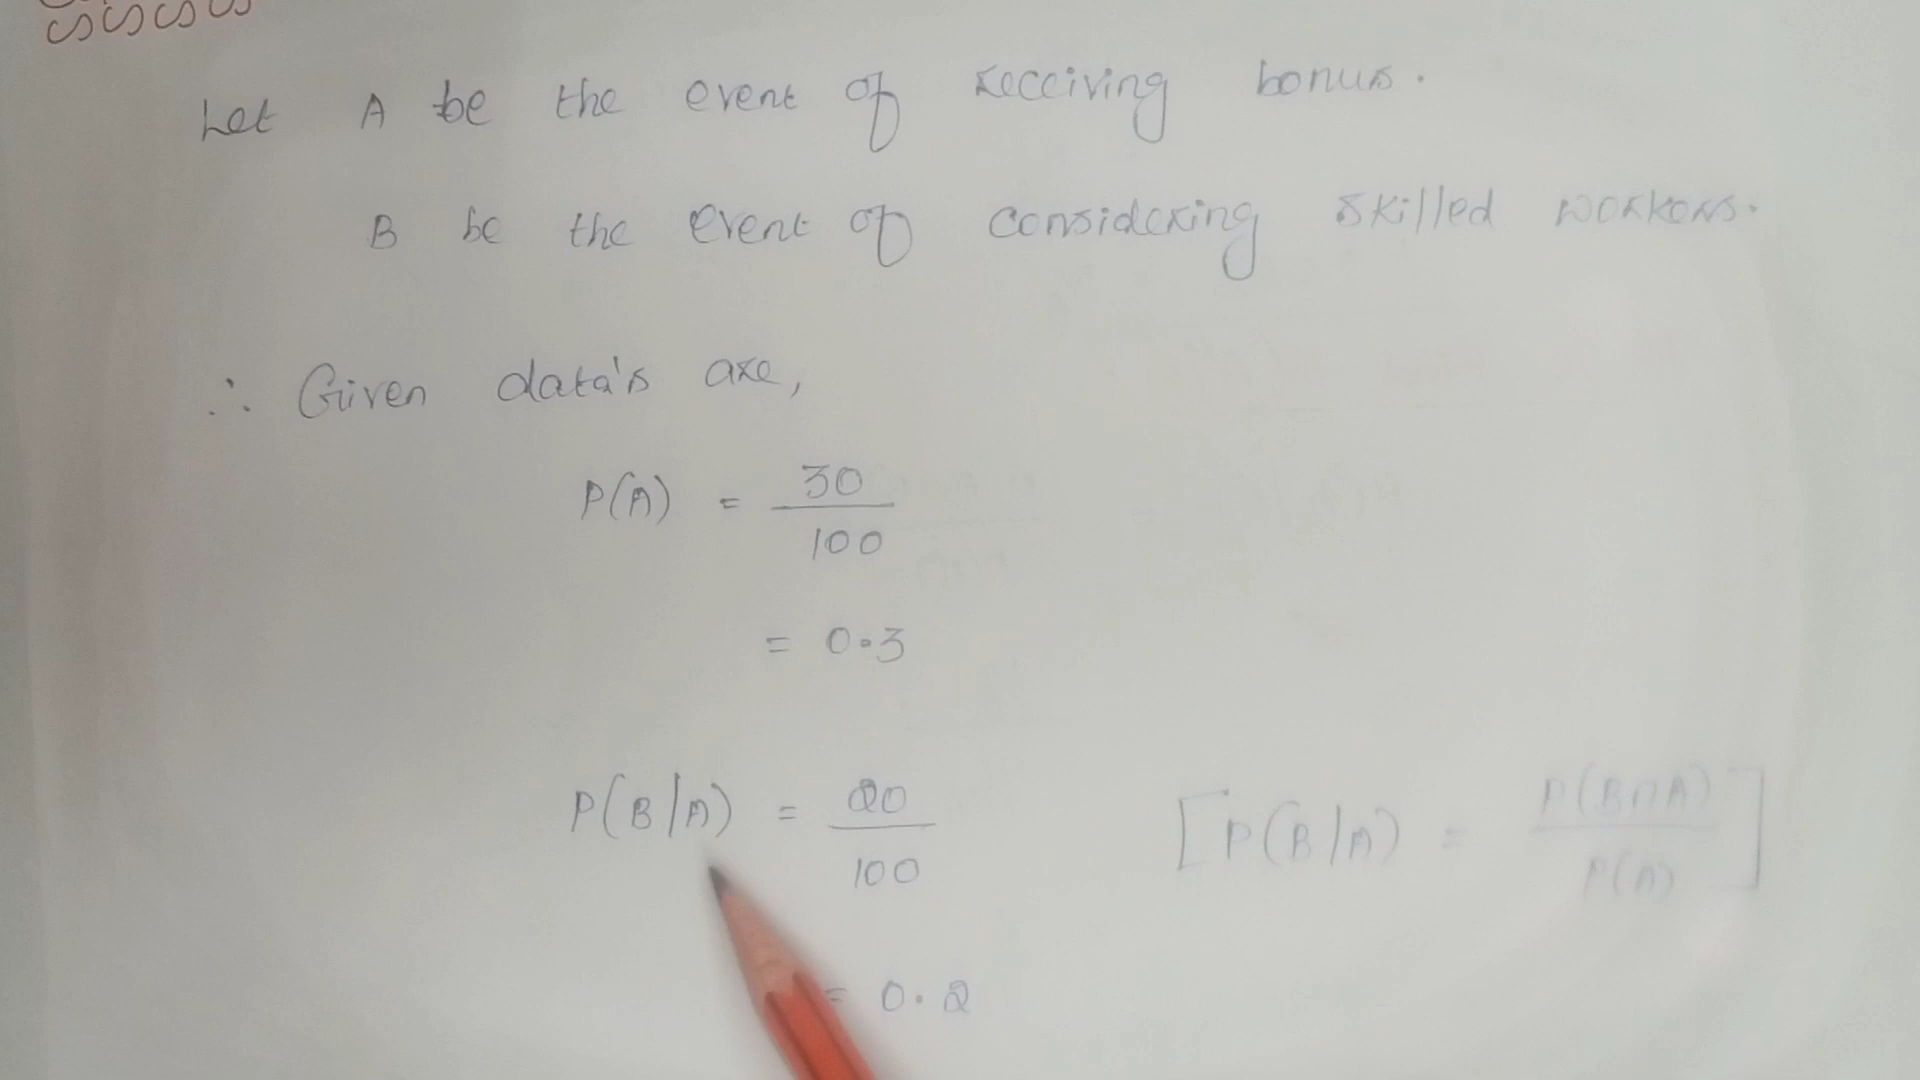 Let A be the event of receiving bonus.
B be the event of considering skilled workers.
∴ Given data's are,
P(A) = 30/100
= 0.3
P(B/A) = 20/100 [P(B/A) = P(B∩A)/P(A)]
= 0.2